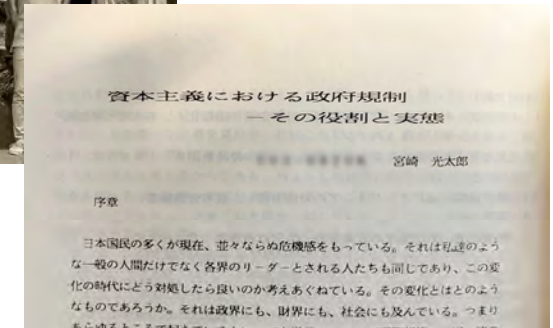 資本主義における政府規制
－その役割と実態
宮崎 光太郎
序章
日本国民の多くが現在、並々ならぬ危機感をもっている。それは私達のよう
な一般の人間だけでなく各界のリーダーとされる人たちも同じであり、この変
化の時代にどう対処したら良いのか考えあぐねている。その変化とはとのよう
なものであろうか。それは政界にも、財界にも、社会にも及んでいる。つまり